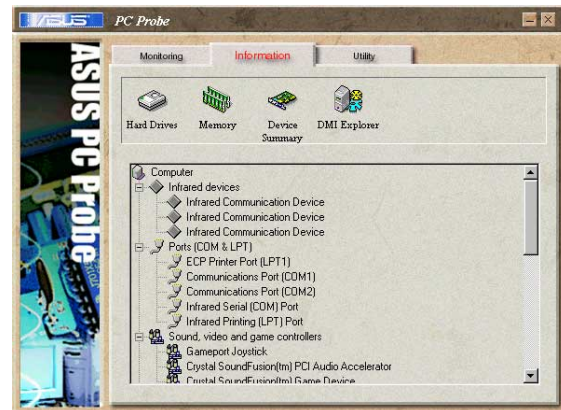 ASUS PC Probe
ASUS PC Probe
Monitoring Information Utility
Hard Drives Memory Device Summary DMI Explorer
Computer
Infrared devices
Infrared Communication Device
Infrared Communication Device
Infrared Communication Device
Ports (COM & LPT)
ECP Printer Port (LPT1)
Communications Port (COM1)
Communications Port (COM2)
Infrared Serial (COM) Port
Infrared Printing (LPT) Port
Sound, video and game controllers
Gameport Joystick
Crystal SoundFusion(tm) PCI Audio Accelerator
Crystal SoundFusion(tm) Game Device